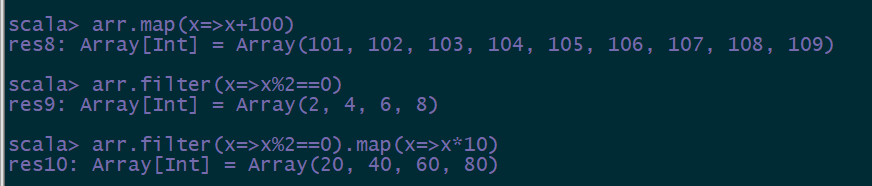 scala> arr.map(x=>x+100)
res8: Array[Int] = Array(101, 102, 103, 104, 105, 106, 107, 108, 109)
scala> arr.filter(x=>x%2==0)
res9: Array[Int] = Array(2, 4, 6, 8)
scala> arr.filter(x=>x%2==0).map(x=>x*10)
res10: Array[Int] = Array(20, 40, 60, 80)